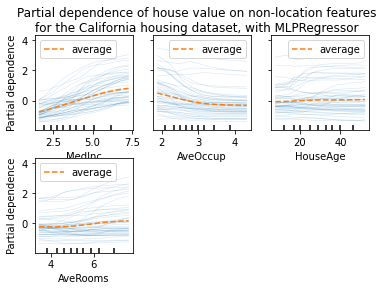 Partial dependence of house value on non-location features
for the California housing dataset, with MLPRegressor
4
2
0
Partial dependence
average
2.5
5.0
7.5
MedInc
average
2
3
4
AveOccup
average
20
40
HouseAge
4
2
0
Partial dependence
average
4
6
AveRooms